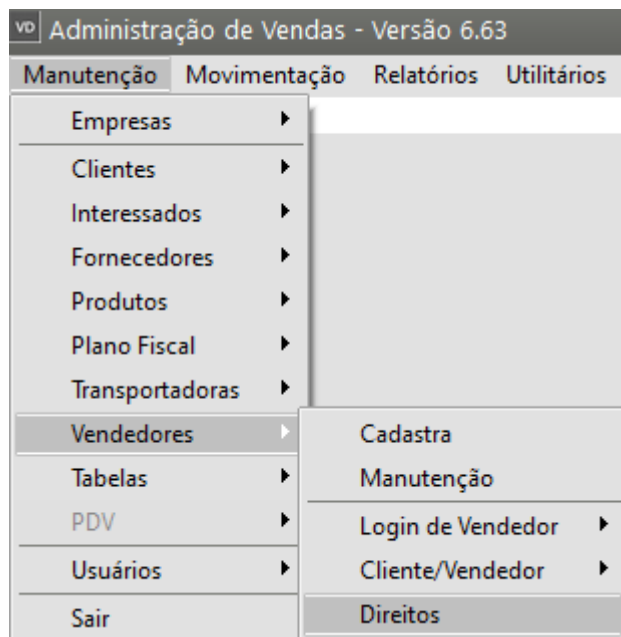 VD Administração de Vendas - Versão 6.63
Manutenção Movimentação Relatórios Utilitários
Empresas
Clientes
Interessados
Fornecedores
Produtos
Plano Fiscal
Transportadoras
Vendedores
Tabelas
PDV
Usuários
Sair
Cadastra
Manutenção
Login de Vendedor
Cliente/Vendedor
Direitos